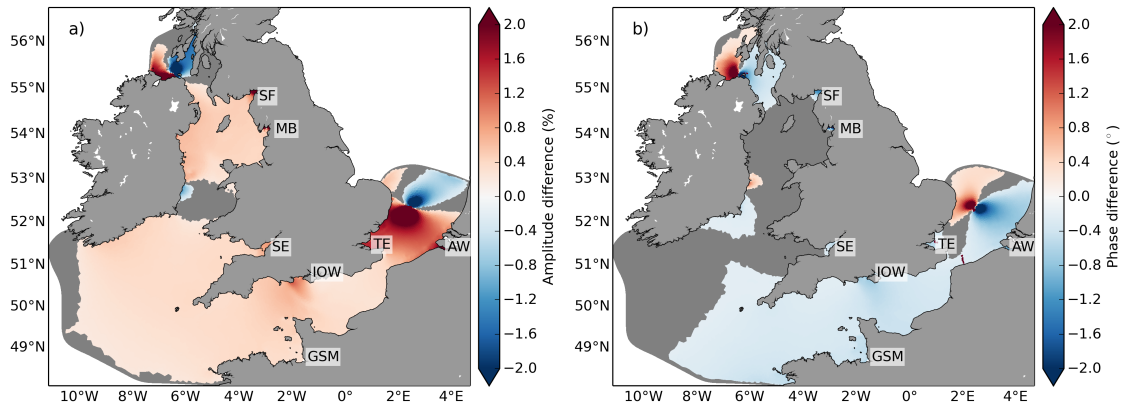 a)
56°N
55°N
54°N
53°N
52°N
51°N
50°N
49°N
10°W 8°W 6°W 4°W 2°W 0° 2°E 4°E
SF
MB
SE
TE
AW
IOW
GSM
2.0
1.6
1.2
0.8
0.4
0.0
−0.4
−0.8
−1.2
−1.6
−2.0
Amplitude difference (%)
b)
56°N
55°N
54°N
53°N
52°N
51°N
50°N
49°N
10°W 8°W 6°W 4°W 2°W 0° 2°E 4°E
SF
MB
SE
TE
AW
IOW
GSM
2.0
1.6
1.2
0.8
0.4
0.0
−0.4
−0.8
−1.2
−1.6
−2.0
Phase difference (°)